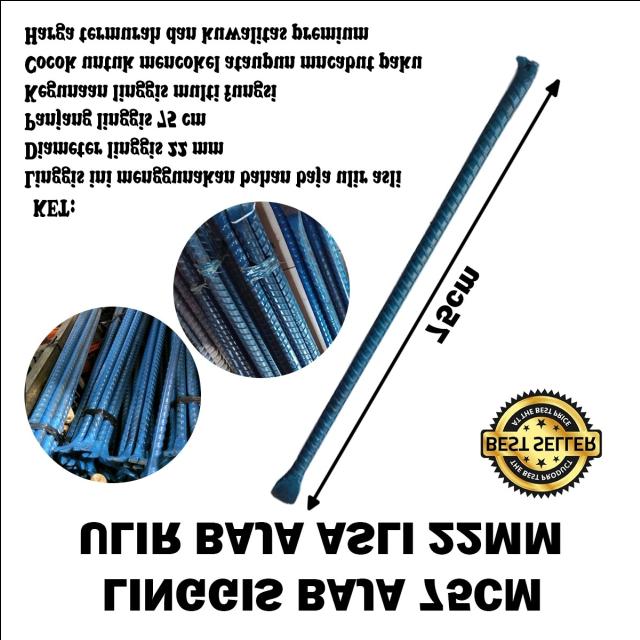 LINGGIS BAJA 75CM
ULIR BAJA ASLI 22MM
KET:
Linggis ini menggunakan bahan baja ulir asli
Diameter linggis 22 mm
Panjang linggis 75 cm
Kegunaan linggis multi fungsi
Cocok untuk mencokel ataupun mncabut paku
Harga termurah dan kuwalitas premium
75cm
THE BEST PRODUCT
BEST SELLER
AT THE BEST PRICE